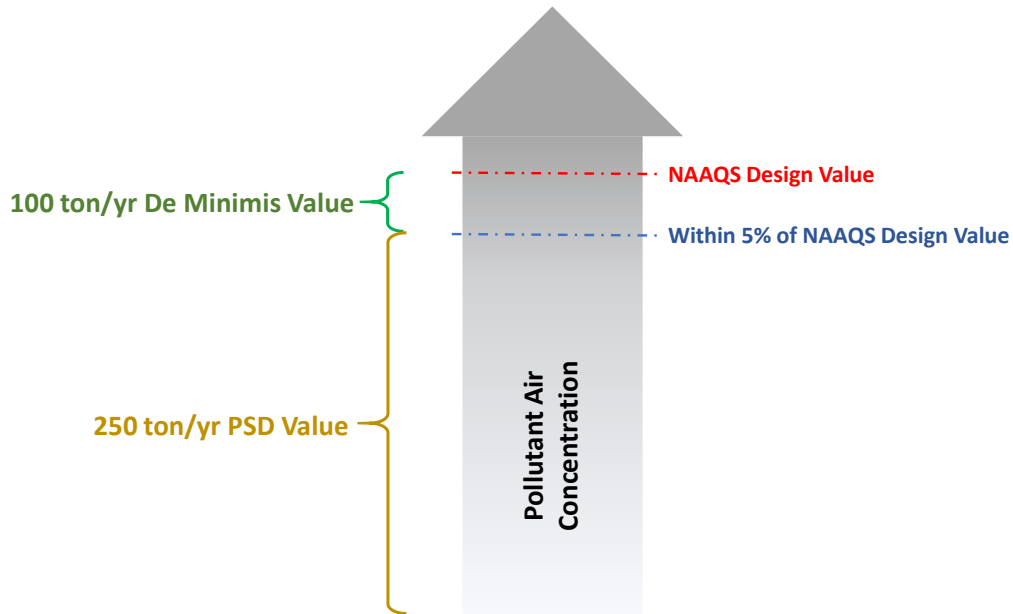 NAAQS Design Value
100 ton/yr De Minimis Value
Within 5% of NAAQS Design Value
250 ton/yr PSD Value
Pollutant Air
Concentration